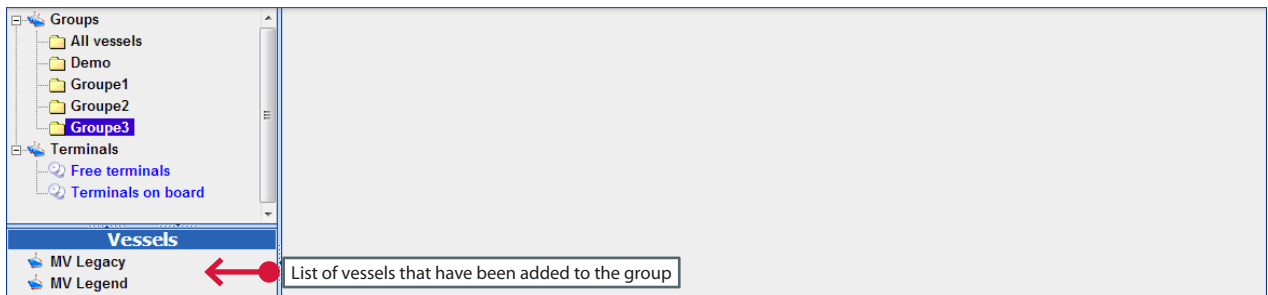 Groups
All vessels
Demo
Groupe1
Groupe2
Groupe3
Terminals
Free terminals
Terminals on board
Vessels
MV Legacy
MV Legend
List of vessels that have been added to the group